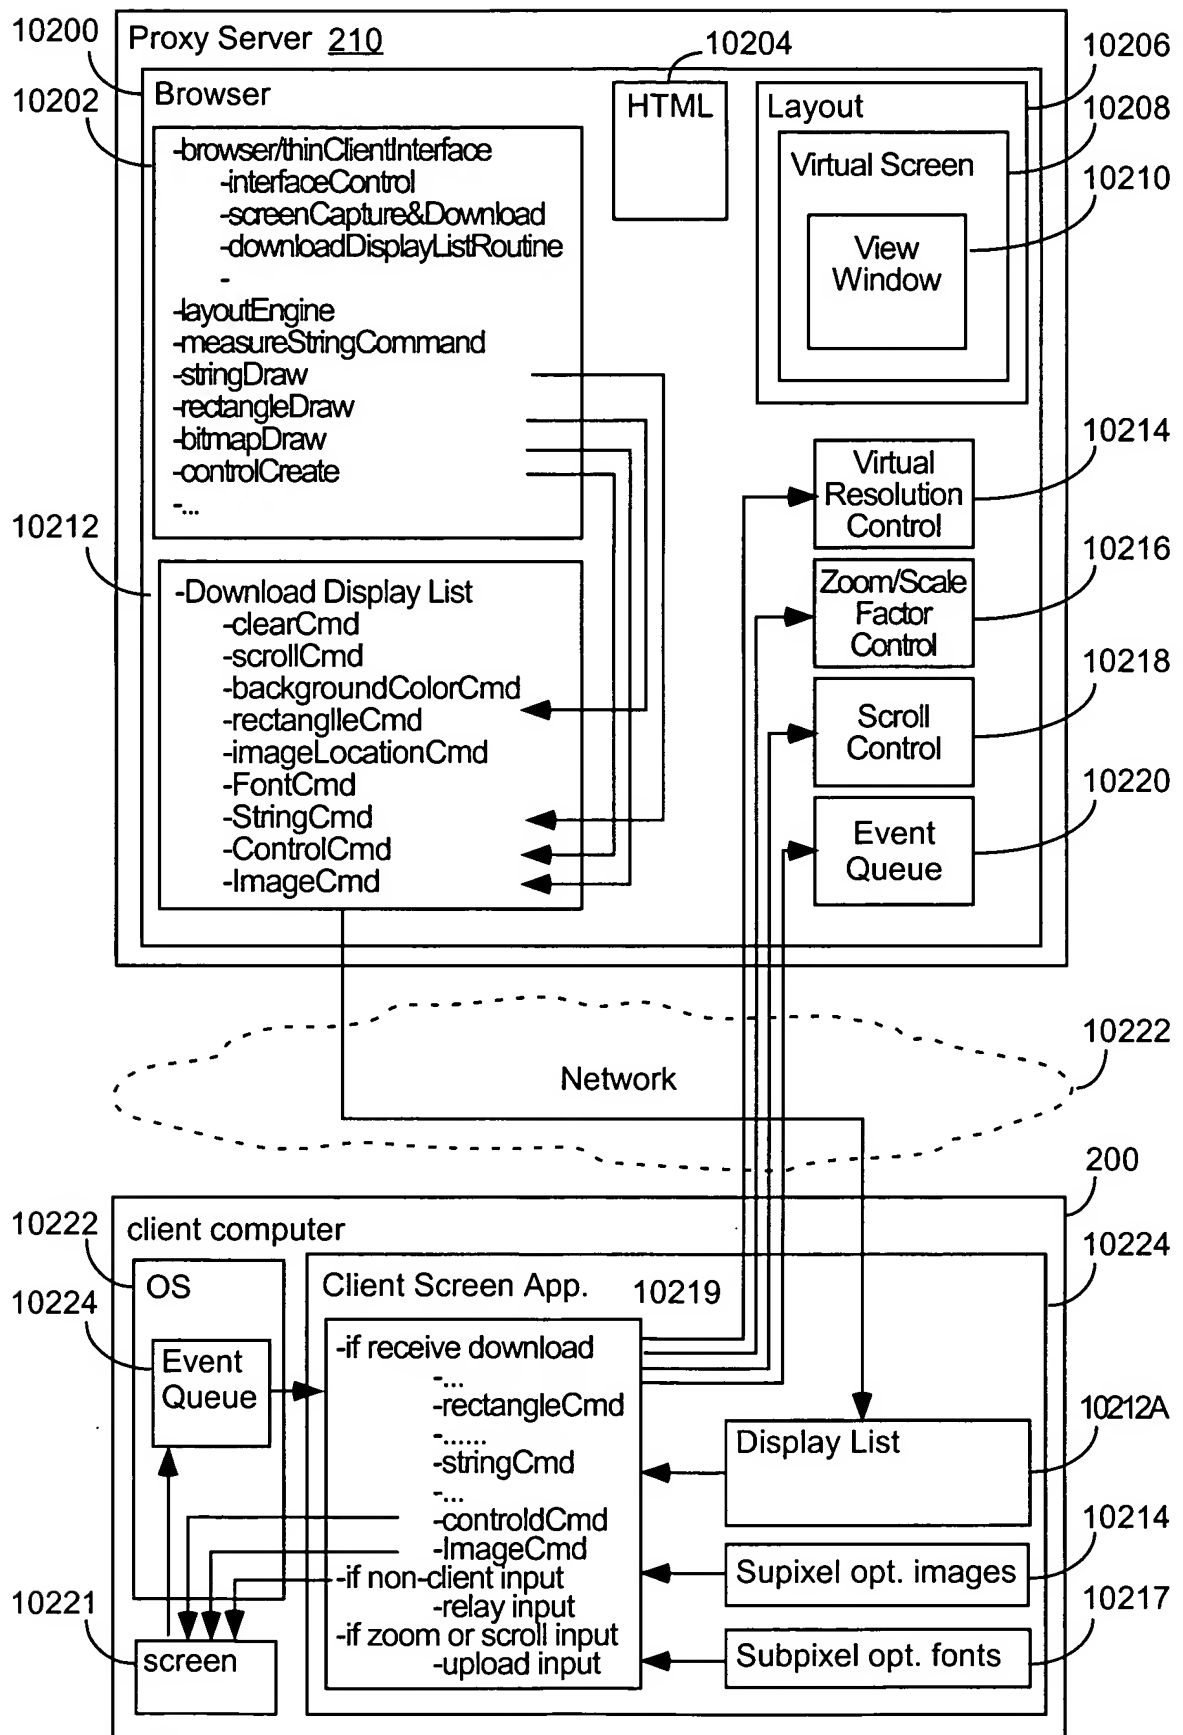 Proxy Server 210
10200
10204
10206
Browser
HTML
Layout
10202
10208
-browser/thinClientInterface
-interfaceControl
-screenCapture&Download
-downloadDisplayListRoutine
-
-layoutEngine
-measureStringCommand
-stringDraw
-rectangleDraw
-bitmapDraw
-controlCreate
-...
Virtual Screen
10210
View
Window
10214
Virtual
Resolution
Control
10212
10216
Zoom/Scale
Factor
Control
-Download Display List
-clearCmd
-scrollCmd
-backgroundColorCmd
-rectanglleCmd
-imageLocationCmd
-FontCmd
-StringCmd
-ControlCmd
-ImageCmd
10218
Scroll
Control
10220
Event
Queue
10222
Network
200
client computer
10222
OS
10224
Event
Queue
Client Screen App.
10219
10224
-if receive download
-...
-rectangleCmd
-......
-stringCmd
-...
-controldCmd
-ImageCmd
-if non-client input
-relay input
-if zoom or scroll input
-upload input
10212A
Display List
10214
Supixel opt. images
10217
Subpixel opt. fonts
10221
screen